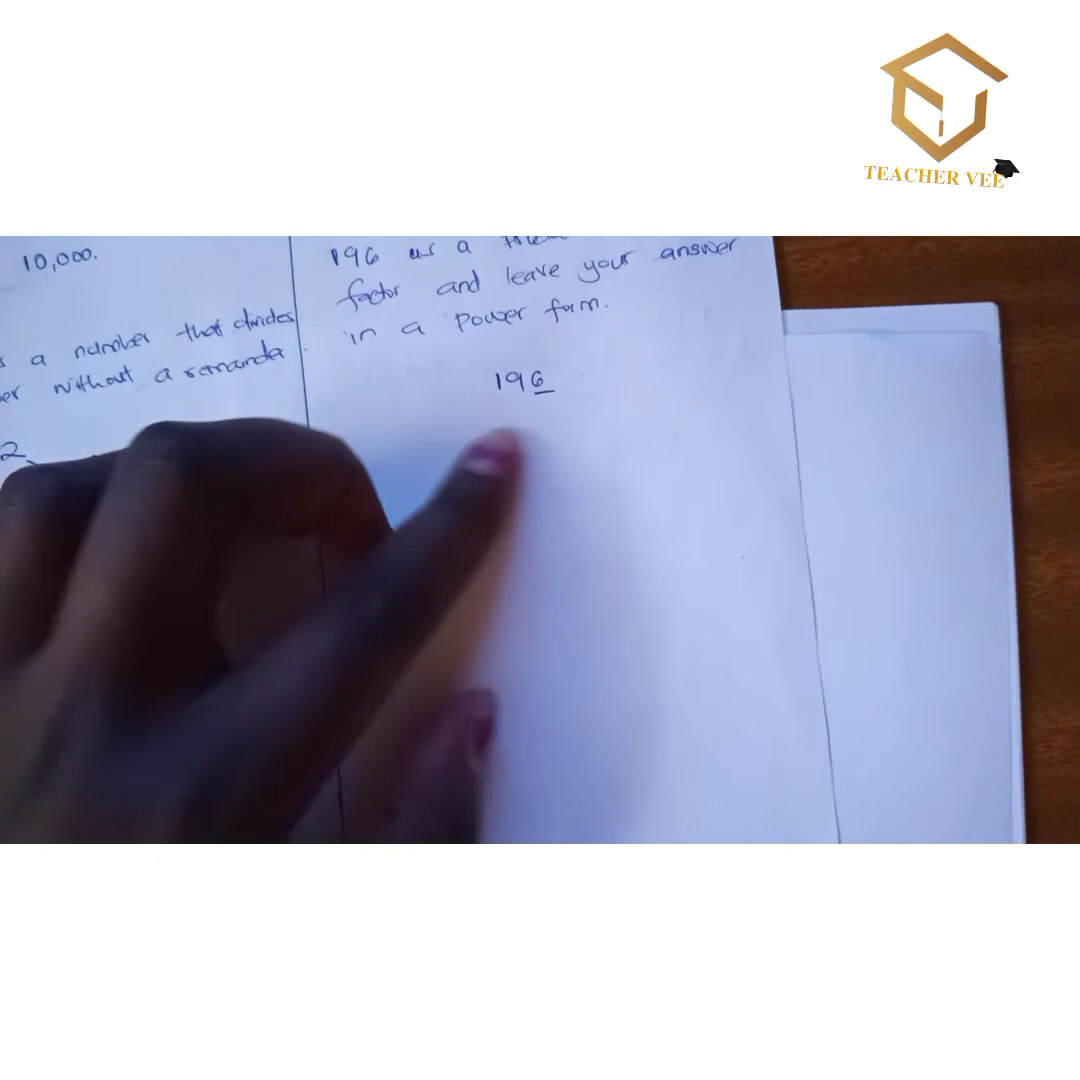 TEACHER VEE
10,000.
a number that divides
without a remainder
2
196 as a
factor and leave your answer
in a power form.
196